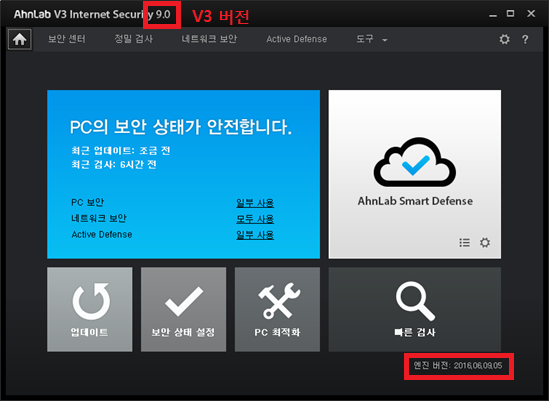 AhnLab V3 Internet Security 9.0 V3 버전
보안 센터 정밀 검사 네트워크 보안 Active Defense 도구 ?
PC의 보안 상태가 안전합니다.
최근 업데이트: 조금 전
최근 검사: 6시간 전
PC 보안 일부 사용
네트워크 보안 모두 사용
Active Defense 일부 사용
AhnLab Smart Defense
업데이트 보안 상태 설정 PC 최적화 빠른 검사
엔진 버전: 2016.06.09.05